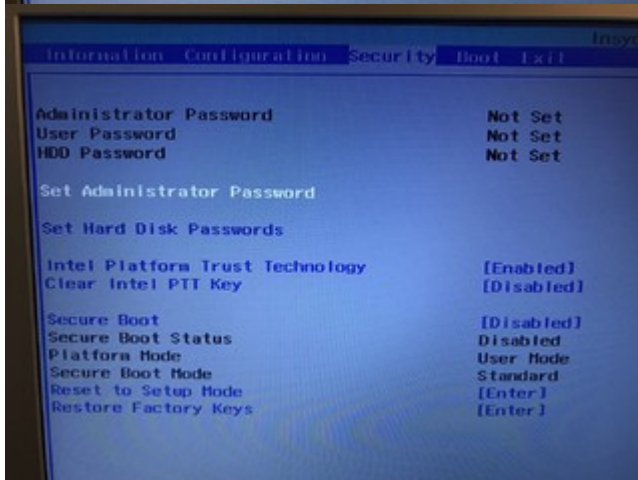 Insyd
Information Configuration Security Boot Exit
Administrator Password Not Set
User Password Not Set
HDD Password Not Set
Set Administrator Password
Set Hard Disk Passwords
Intel Platform Trust Technology [Enabled]
Clear Intel PTT Key [Disabled]
Secure Boot [Disabled]
Secure Boot Status Disabled
Platform Mode User Mode
Secure Boot Mode Standard
Reset to Setup Mode [Enter]
Restore Factory Keys [Enter]